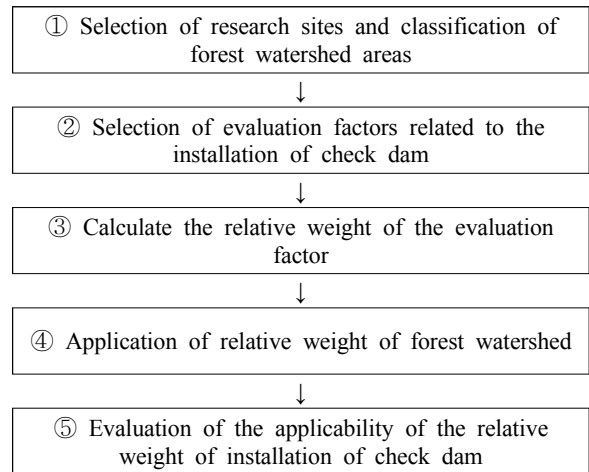 ① Selection of research sites and classification of
forest watershed areas
↓
② Selection of evaluation factors related to the
installation of check dam
↓
③ Calculate the relative weight of the evaluation
factor
↓
④ Application of relative weight of forest watershed
↓
⑤ Evaluation of the applicability of the relative
weight of installation of check dam